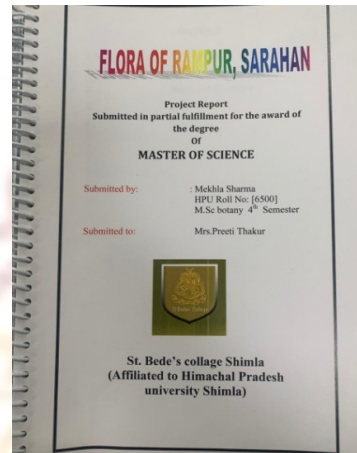 FLORA OF RAMPUR, SARAHAN
Project Report
Submitted in partial fulfillment for the award of
the degree
Of
MASTER OF SCIENCE
Submitted by: : Mekhla Sharma
HPU Roll No: [6500]
M.Sc botany 4th Semester
Submitted to: Mrs.Preeti Thakur
St. Bede's collage Shimla
(Affiliated to Himachal Pradesh
university Shimla)